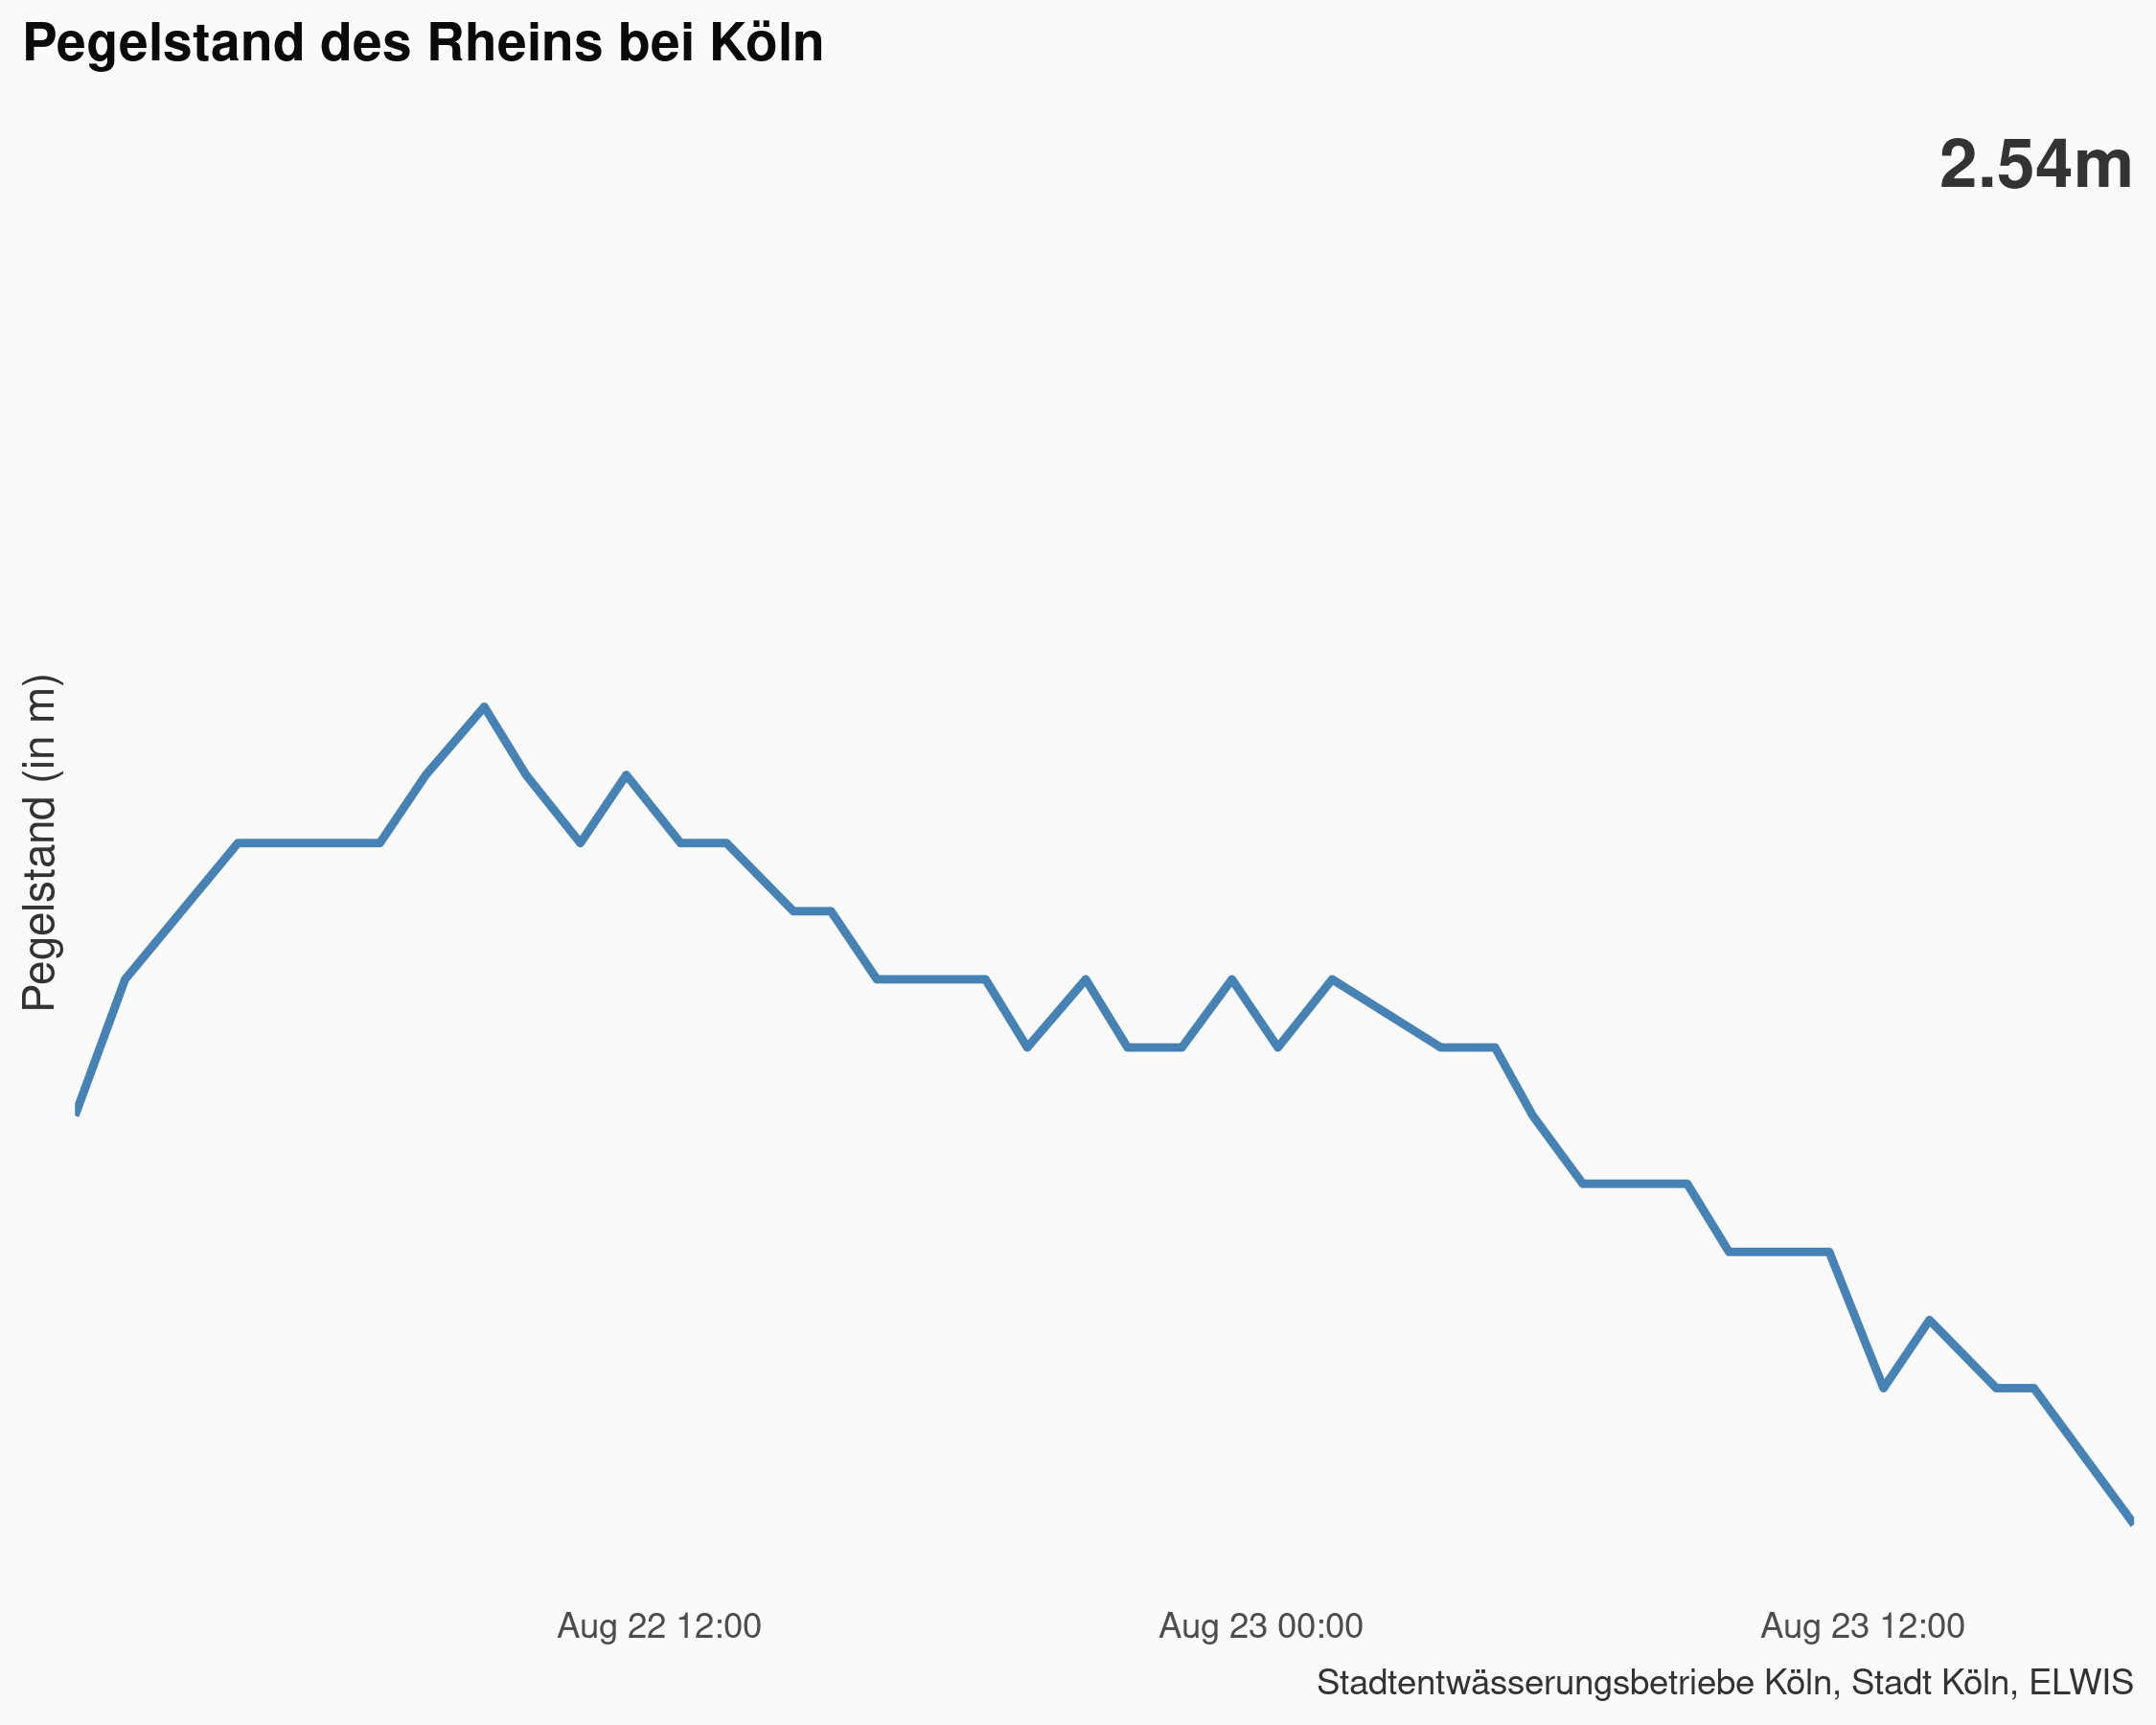 Pegelstand des Rheins bei Köln
2.54m
Pegelstand (in m)
Aug 22 12:00
Aug 23 00:00
Aug 23 12:00
Stadtentwässerungsbetriebe Köln, Stadt Köln, ELWIS